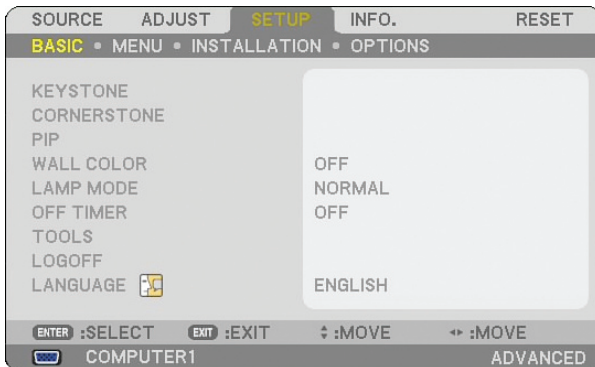 SOURCE ADJUST SETUP INFO. RESET
BASIC • MENU • INSTALLATION • OPTIONS
KEYSTONE
CORNERSTONE
PIP
WALL COLOR OFF
LAMP MODE NORMAL
OFF TIMER OFF
TOOLS
LOGOFF
LANGUAGE ENGLISH
ENTER :SELECT EXIT :EXIT :MOVE :MOVE
COMPUTER1 ADVANCED